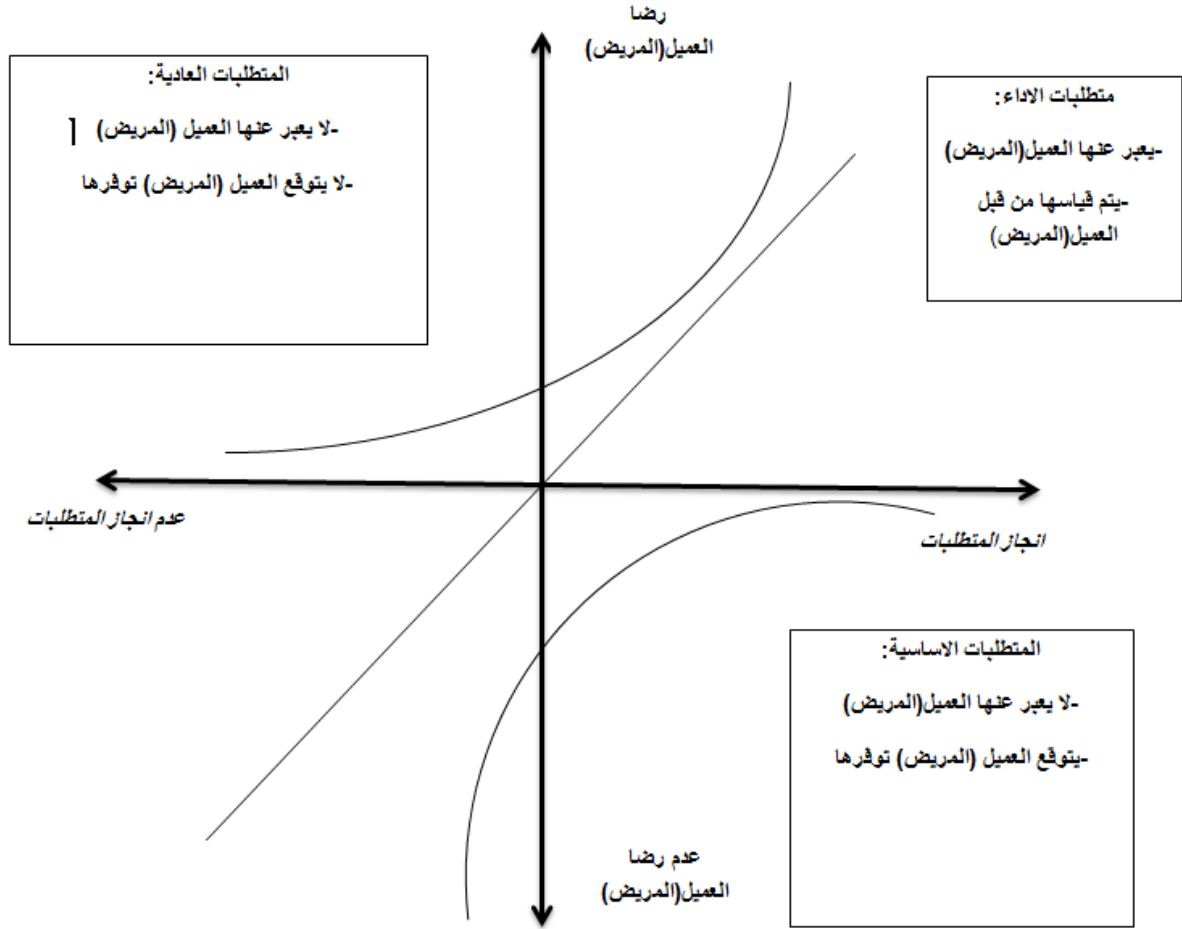 رضا
العميل(المريض)
المتطلبات العادية:
-لا يعبر عنها العميل (المريض)
-لا يتوقع العميل (المريض) توفرها
متطلبات الاداء:
-يعبر عنها العميل(المريض)
-يتم قياسها من قبل
العميل(المريض)
عدم انجاز المتطلبات
انجاز المتطلبات
المتطلبات الاساسية:
-لا يعبر عنها العميل(المريض)
-يتوقع العميل (المريض) توفرها
عدم رضا
العميل(المريض)